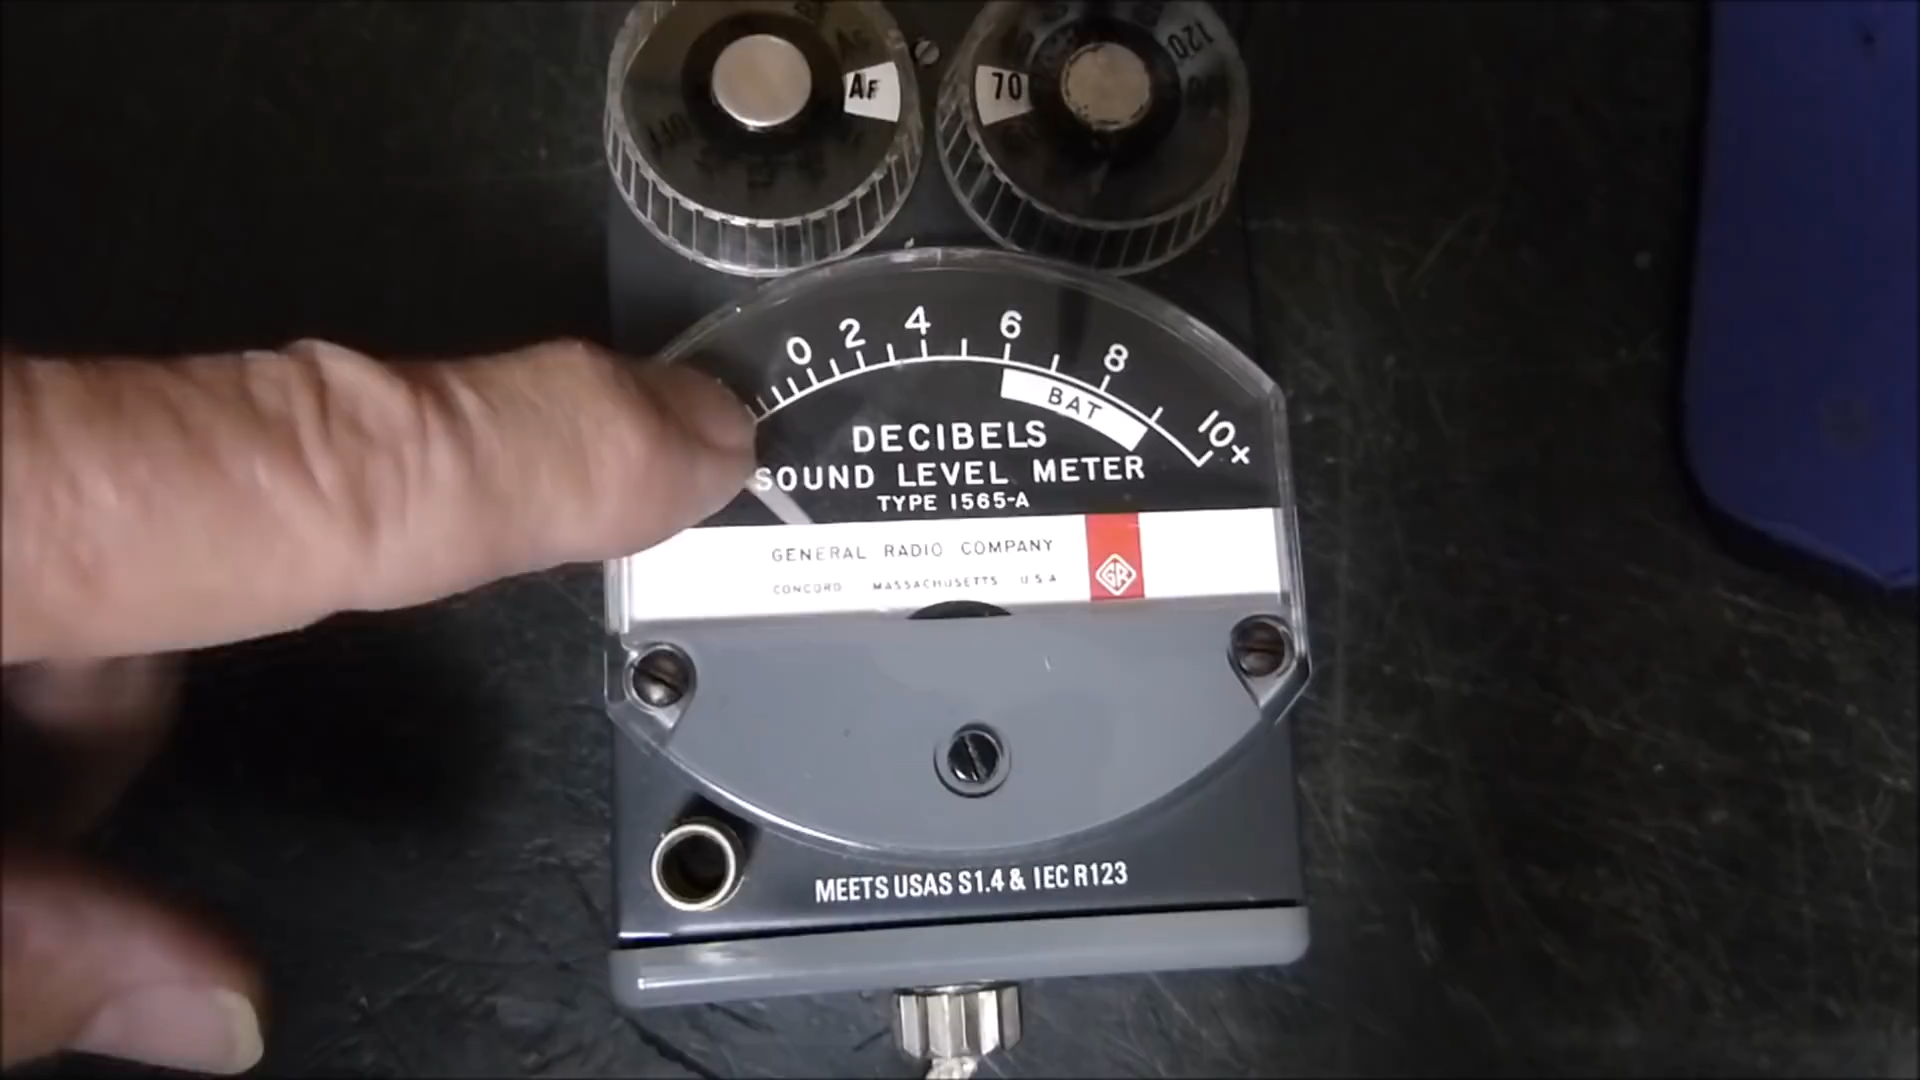 AF 70 120
0 2 4 6 8 10
BAT
DECIBELS
SOUND LEVEL METER
TYPE 1565-A
GENERAL RADIO COMPANY
CONCORD MASSACHUSETTS U.S.A
GR
MEETS USAS S1.4 & IEC R123